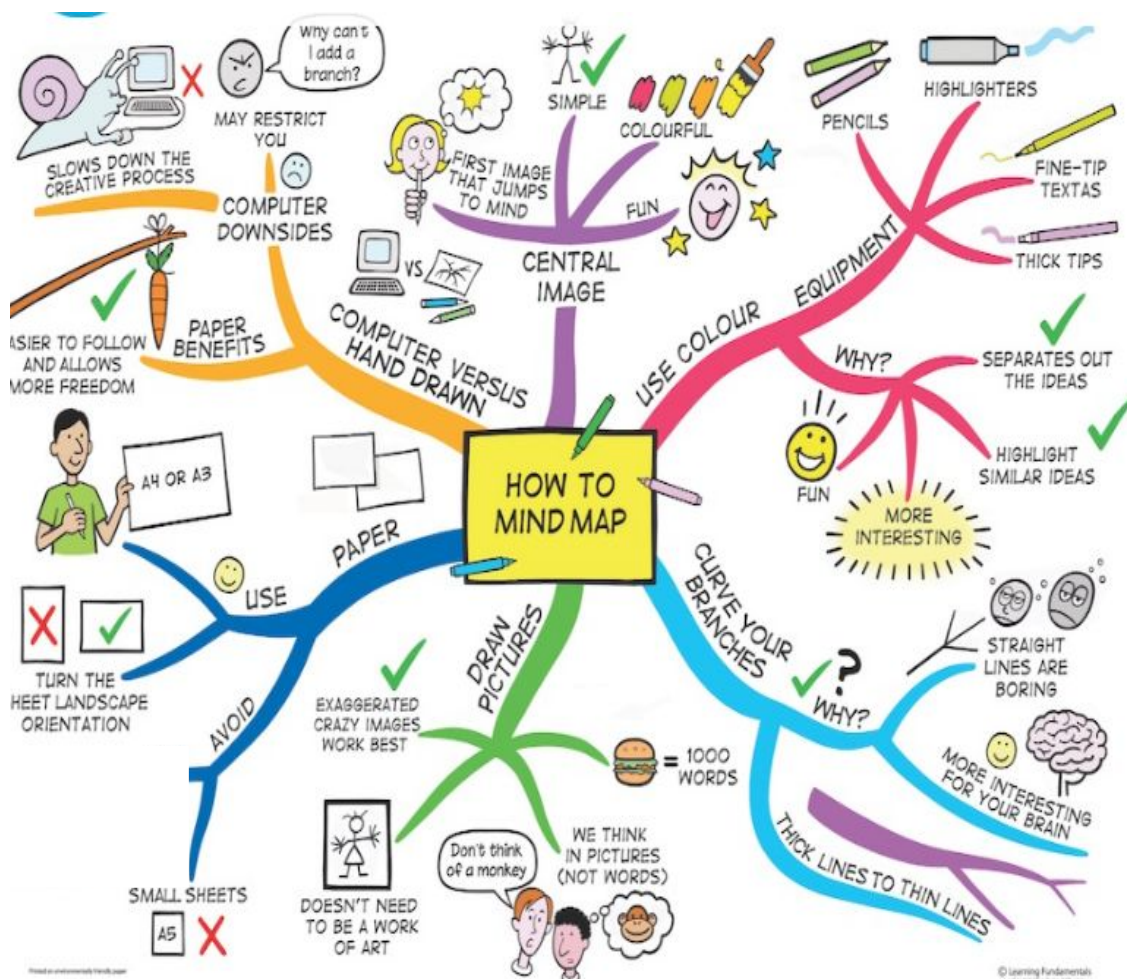 HOW TO
MIND MAP
CENTRAL
IMAGE
FIRST IMAGE
THAT JUMPS
TO MIND
SIMPLE
COLOURFUL
FUN
USE COLOUR
EQUIPMENT
PENCILS
HIGHLIGHTERS
FINE-TIP
TEXTAS
THICK TIPS
WHY?
SEPARATES OUT
THE IDEAS
HIGHLIGHT
SIMILAR IDEAS
MORE
INTERESTING
FUN
CURVE YOUR
BRANCHES
?
WHY?
STRAIGHT
LINES ARE
BORING
MORE INTERESTING
FOR YOUR BRAIN
THICK LINES TO THIN LINES
DRAW
PICTURES
= 1000
WORDS
WE THINK
IN PICTURES
(NOT WORDS)
Don't think
of a monkey
DOESN'T NEED
TO BE A WORK
OF ART
EXAGGERATED
CRAZY IMAGES
WORK BEST
PAPER
USE
A4 OR A3
TURN THE
HEET LANDSCAPE
ORIENTATION
AVOID
SMALL SHEETS
A5
COMPUTER VERSUS
HAND DRAWN
VS
PAPER
BENEFITS
ASIER TO FOLLOW
AND ALLOWS
MORE FREEDOM
COMPUTER
DOWNSIDES
SLOWS DOWN THE
CREATIVE PROCESS
MAY RESTRICT
YOU
Why can't
I add a
branch?
Printed on environmentally friendly paper
© Learning Fundamentals